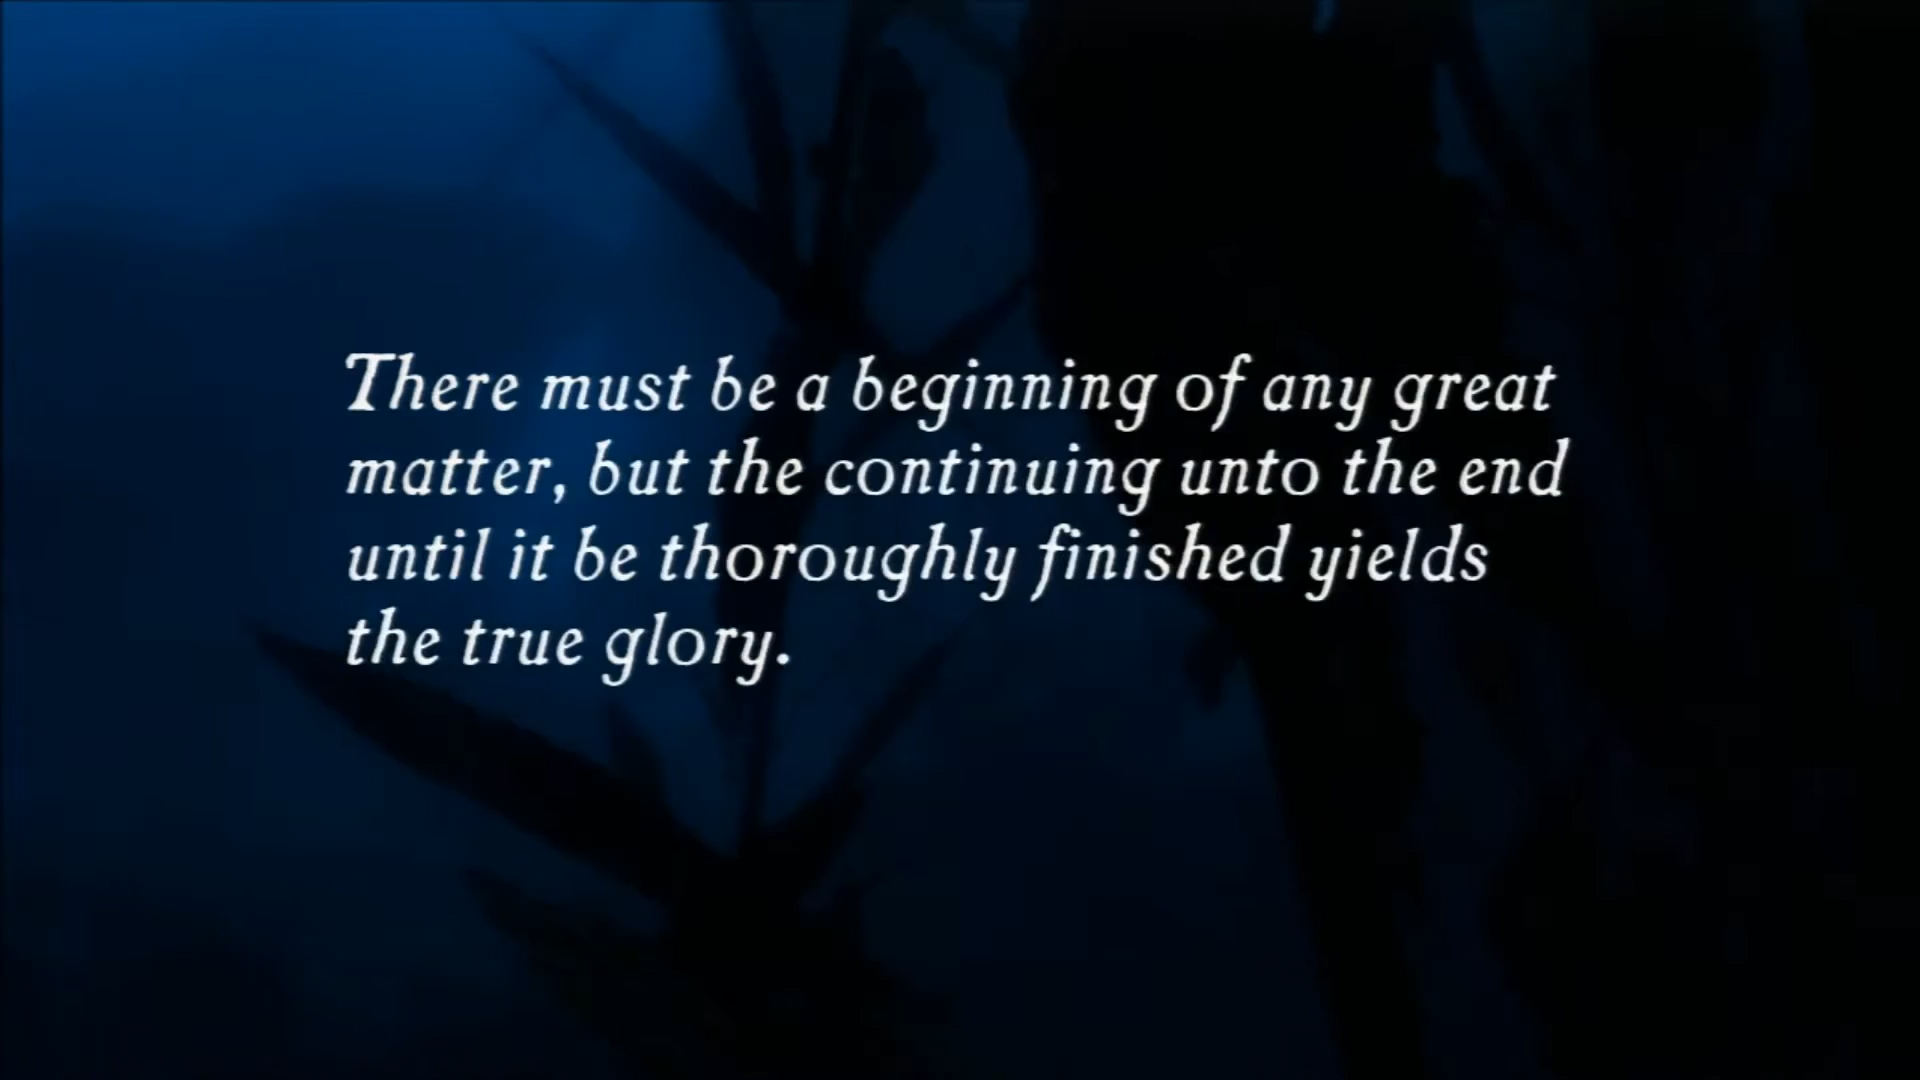 There must be a beginning of any great
matter, but the continuing unto the end
until it be thoroughly finished yields
the true glory.